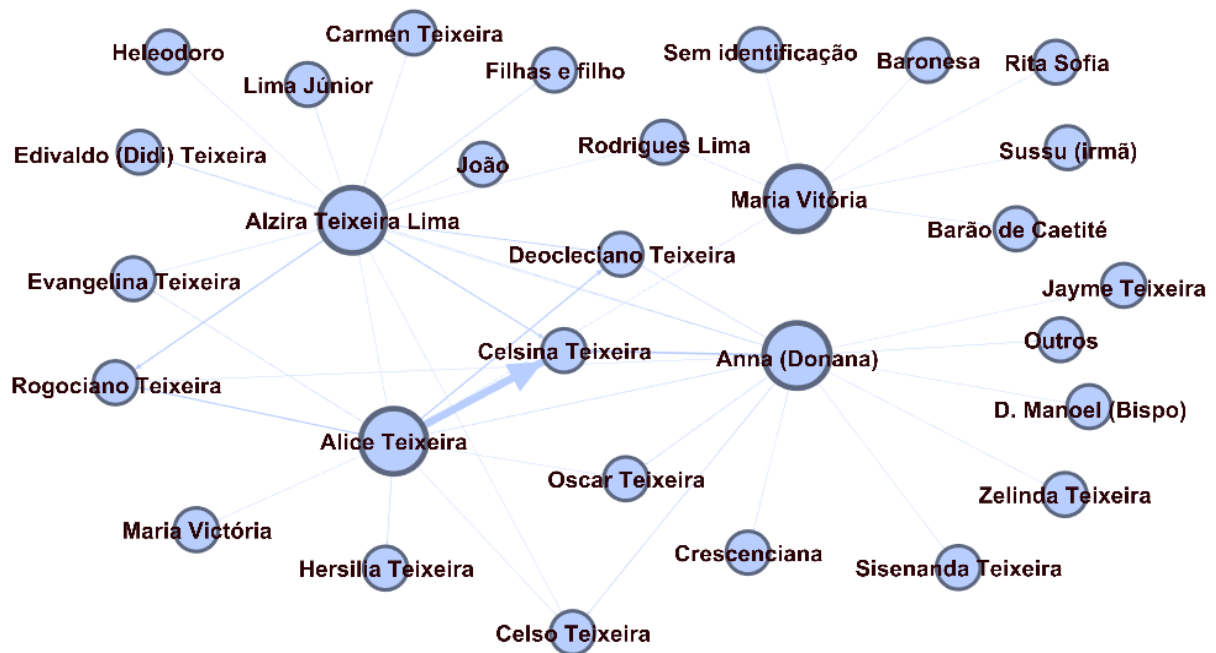 Carmen Teixeira
Heleodoro
Sem identificação
Baronesa
Rita Sofia
Filhas e filho
Lima Júnior
Edivaldo (Didi) Teixeira
João
Rodrigues Lima
Sussu (irmã)
Maria Vitória
Alzira Teixeira Lima
Barão de Caetité
Deocleciano Teixeira
Evangelina Teixeira
Jayme Teixeira
Outros
Celsina Teixeira
Anna (Donana)
Rogociano Teixeira
D. Manoel (Bispo)
Alice Teixeira
Oscar Teixeira
Zelinda Teixeira
Maria Victória
Crescenciana
Hersilia Teixeira
Sisenanda Teixeira
Celso Teixeira